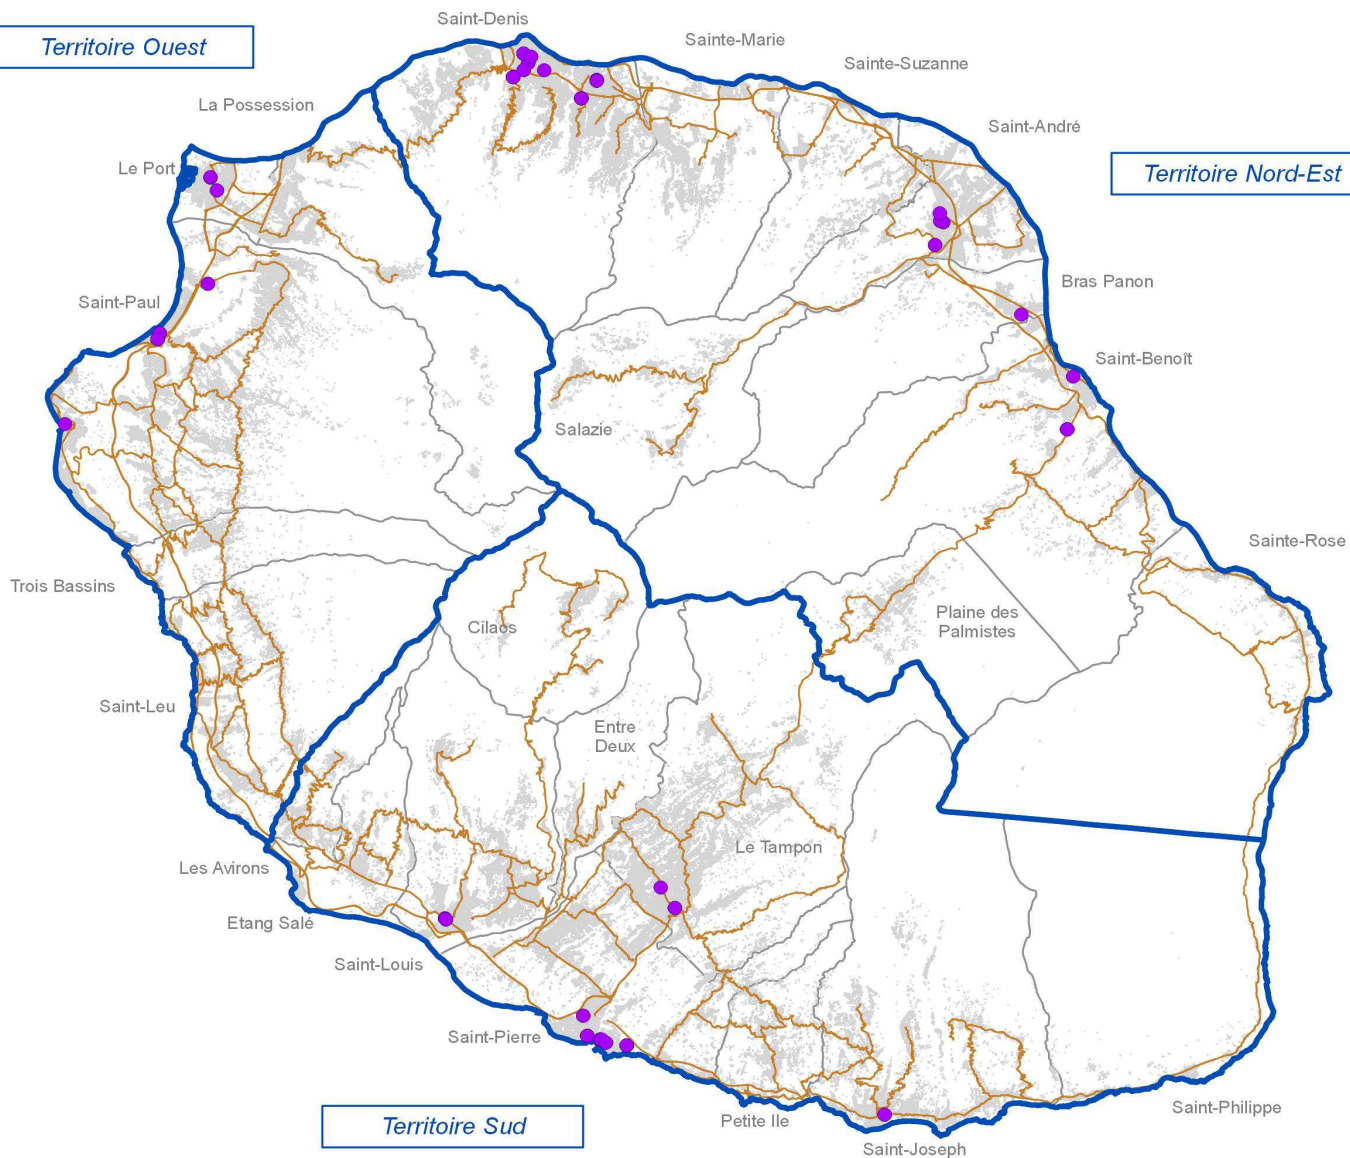 Saint-Denis
Territoire Ouest
Sainte-Marie
Sainte-Suzanne
La Possession
Saint-André
Le Port
Territoire Nord-Est
Bras Panon
Saint-Paul
Saint-Benoît
Salazie
Sainte-Rose
Trois Bassins
Plaine des
Palmistes
Cilaos
Saint-Leu
Entre
Deux
Le Tampon
Les Avirons
Etang Salé
Saint-Louis
Saint-Pierre
Saint-Philippe
Petite Ile
Territoire Sud
Saint-Joseph